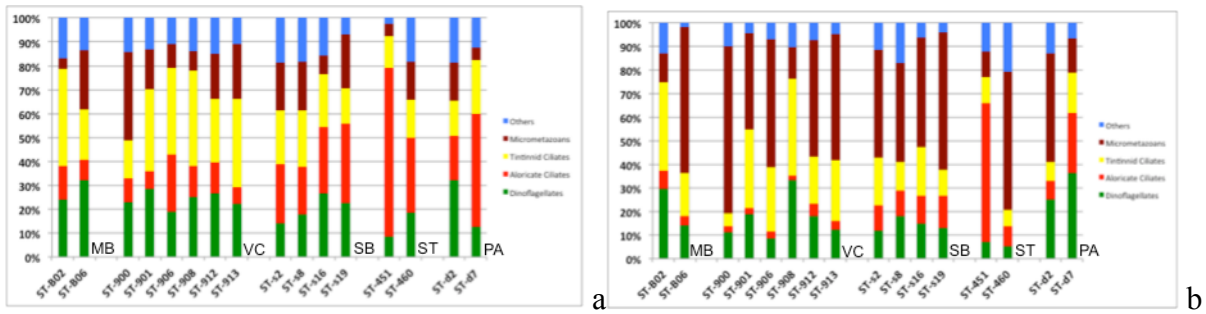 100%
90%
80%
70%
60%
50%
40%
30%
20%
10%
0%
Others
Micrometazoans
Tintinnid Ciliates
Aloricate Ciliates
Dinoflagellates
MB VC SB ST PA
ST-B02 ST-B06 ST-900 ST-901 ST-906 ST-908 ST-912 ST-913 ST-s2 ST-s8 ST-s16 ST-s19 ST-451 ST-460 ST-d2 ST-d7
a
100%
90%
80%
70%
60%
50%
40%
30%
20%
10%
0%
Others
Micrometazoans
Tintinnid Ciliates
Aloricate Ciliates
Dinoflagellates
MB VC SB ST PA
ST-B02 ST-B06 ST-900 ST-901 ST-906 ST-908 ST-912 ST-913 ST-s2 ST-s8 ST-s16 ST-s19 ST-451 ST-460 ST-d2 ST-d7
b